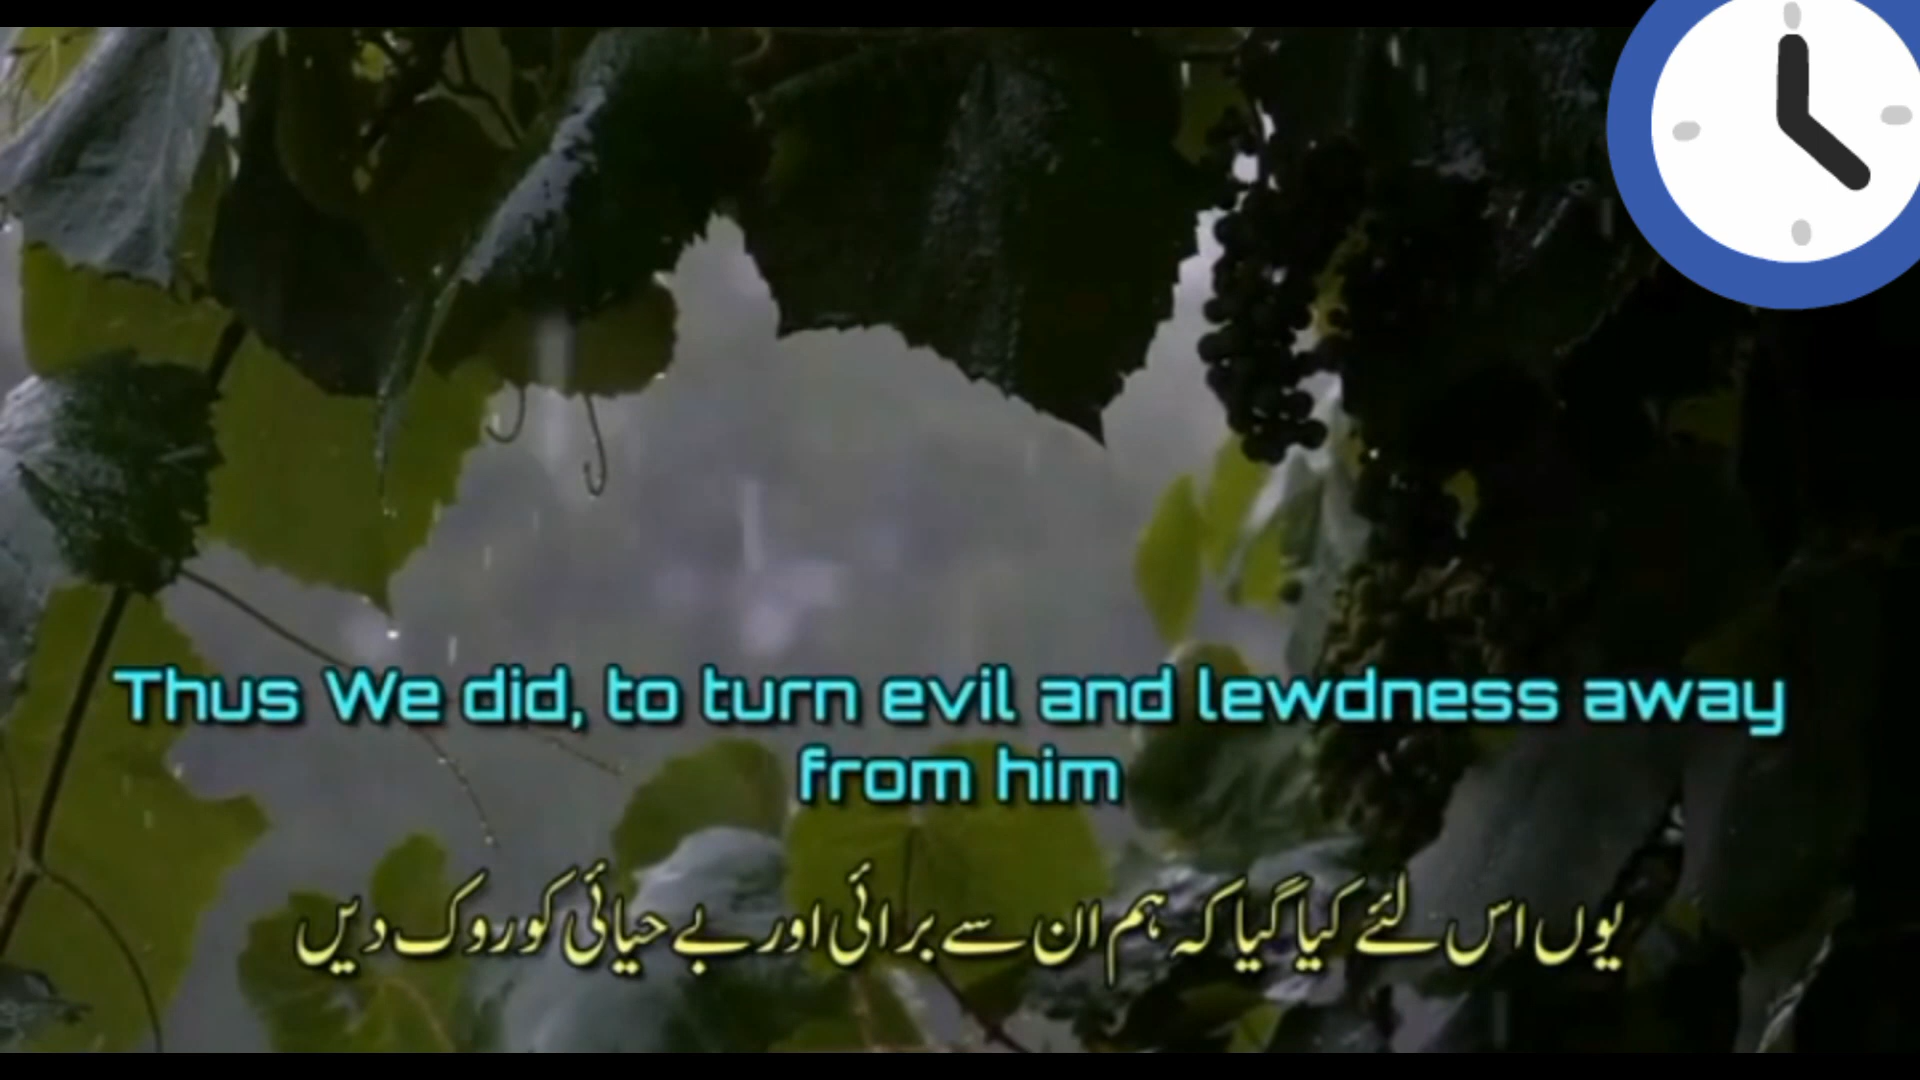 Thus We did, to turn evil and lewdness away
from him
یوں اس لئے کیا گیا کہ ہم ان سے برائی اور بے حیائی کو روک دیں